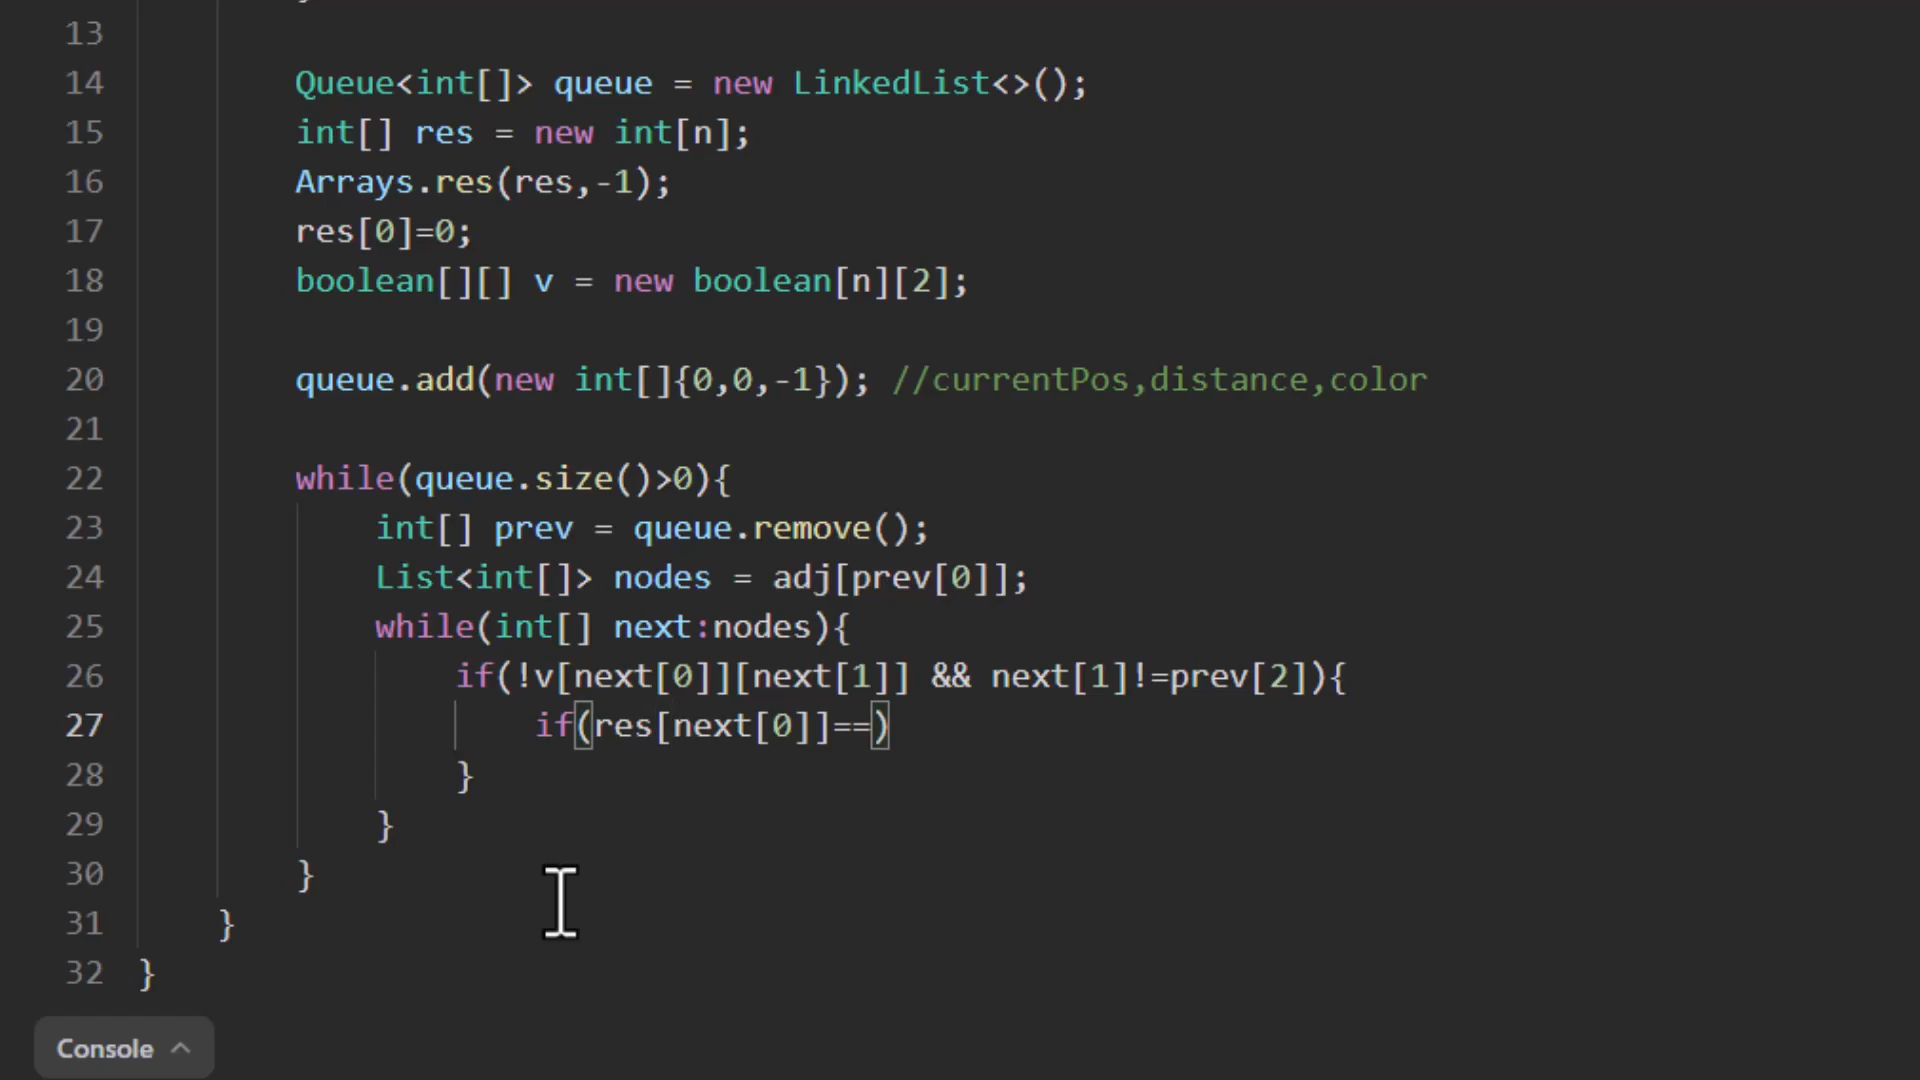 13
14 Queue<int[]> queue = new LinkedList<>();
15 int[] res = new int[n];
16 Arrays.res(res,-1);
17 res[0]=0;
18 boolean[][] v = new boolean[n][2];
19
20 queue.add(new int[]{0,0,-1}); //currentPos,distance,color
21
22 while(queue.size()>0){
23 int[] prev = queue.remove();
24 List<int[]> nodes = adj[prev[0]];
25 while(int[] next:nodes){
26 if(!v[next[0]][next[1]] && next[1]!=prev[2]){
27 if(res[next[0]]==)
28 }
29 }
30 }
31 }
32 }
Console